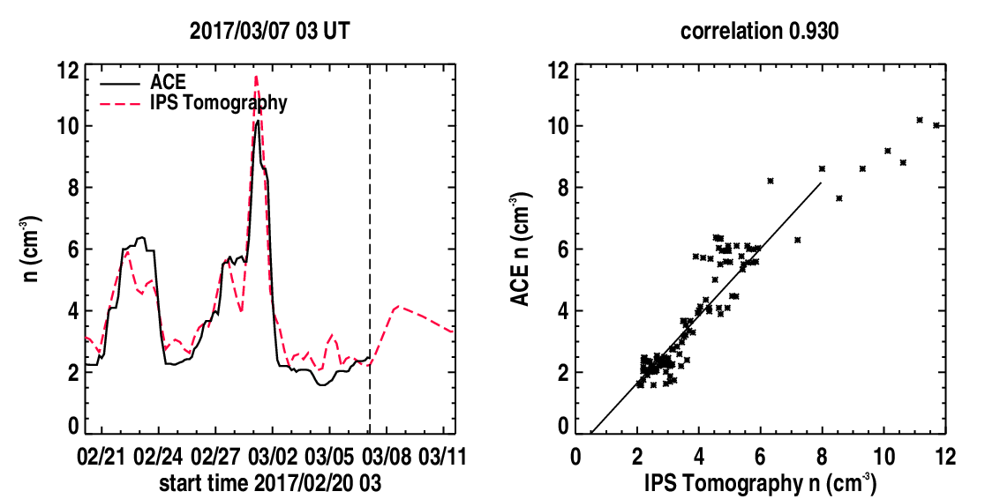 2017/03/07 03 UT
12
10
8
6
4
2
0
n (cm-3)
ACE
IPS Tomography
02/21 02/24 02/27 03/02 03/05 03/08 03/11
start time 2017/02/20 03
correlation 0.930
12
10
8
6
4
2
0
ACE n (cm-3)
0 2 4 6 8 10 12
IPS Tomography n (cm-3)